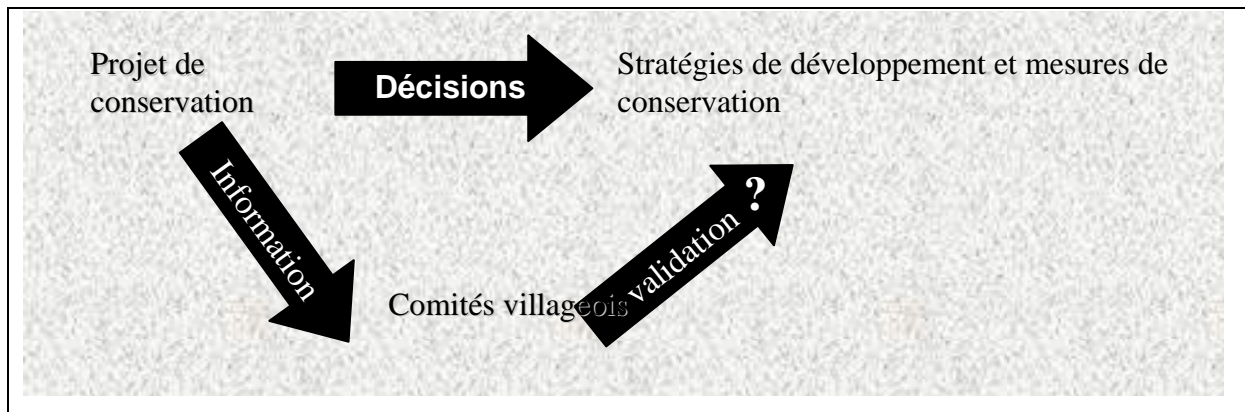 Projet de
conservation
Décisions
Stratégies de développement et mesures de
conservation
Information
validation ?
Comités villageois